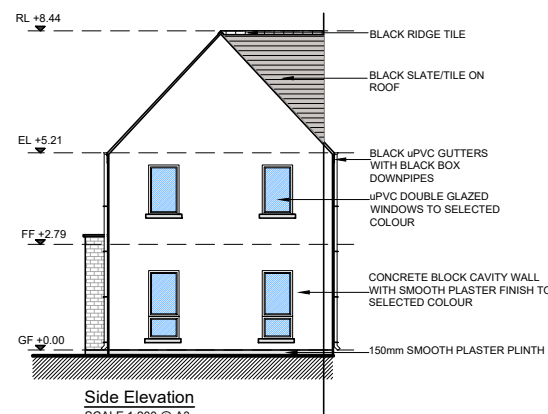 RL +8.44
BLACK RIDGE TILE
BLACK SLATE/TILE ON
ROOF
EL +5.21
BLACK uPVC GUTTERS
WITH BLACK BOX
DOWNPIPES
uPVC DOUBLE GLAZED
WINDOWS TO SELECTED
COLOUR
FF +2.79
CONCRETE BLOCK CAVITY WALL
WITH SMOOTH PLASTER FINISH TO
SELECTED COLOUR
GF +0.00
150mm SMOOTH PLASTER PLINTH
Side Elevation